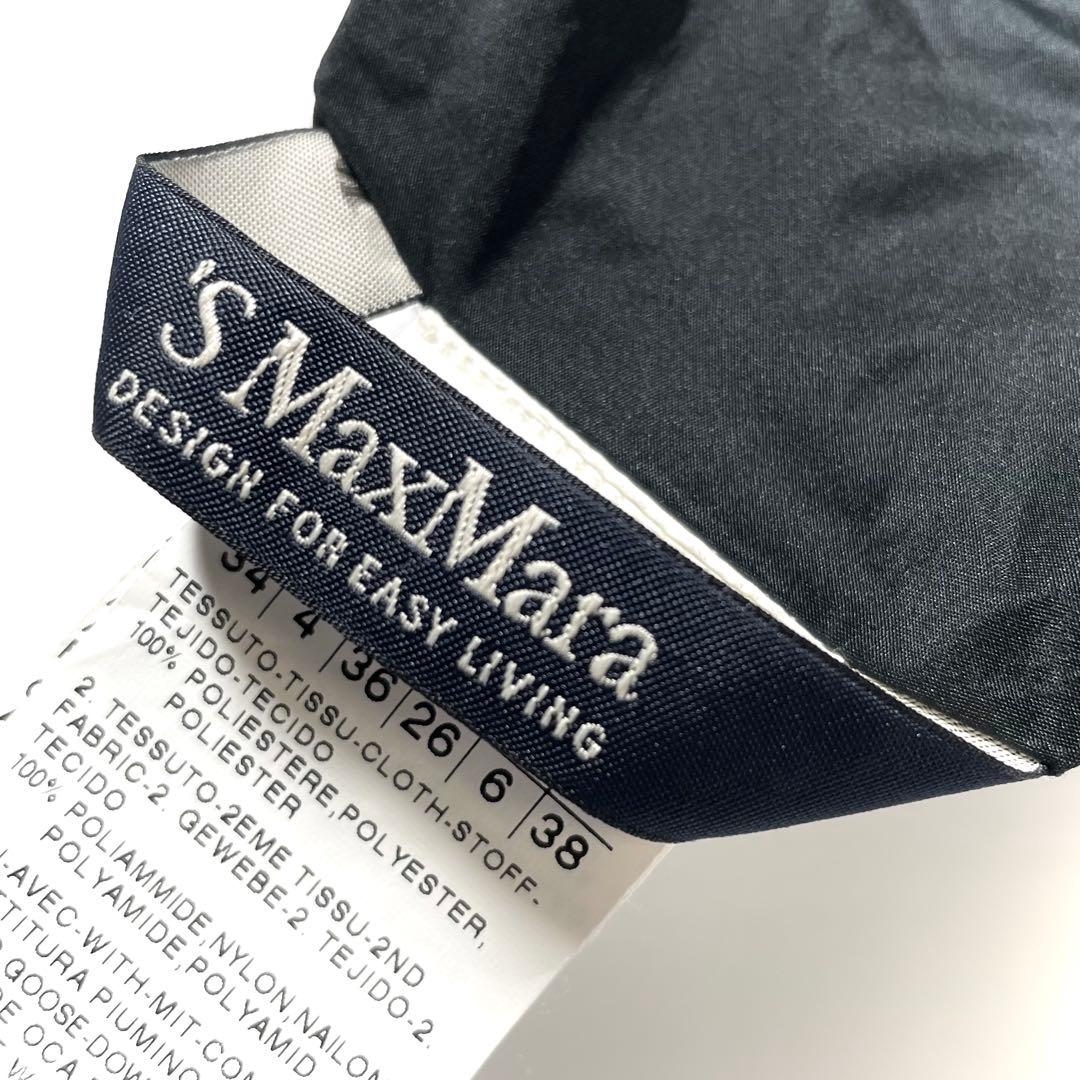 'S MaxMara
DESIGN FOR EASY LIVING
34 4 36 26 6 38
TESSUTO-TISSU-CLOTH-STOFF-
TEJIDO-TECIDO
100% POLIESTERE,POLYESTER,
POLIESTER
2. TESSUTO-2EME TISSU-2ND
FABRIC-2. GEWEBE-2. TEJIDO-2.
TECIDO
100% POLIAMMIDE,NYLON,NAILON
POLYAMIDE,POLYAMID
-AVEC-WITH-MIT-CON
PIUMINO
GOOSE-DOWN
OCA